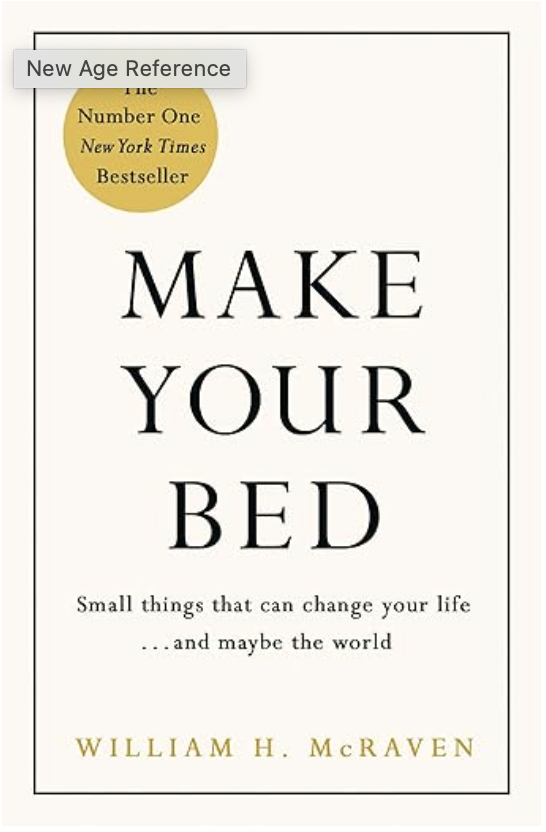 New Age Reference
The
Number One
New York Times
Bestseller
MAKE
YOUR
BED
Small things that can change your life
...and maybe the world
WILLIAM H. McRAVEN